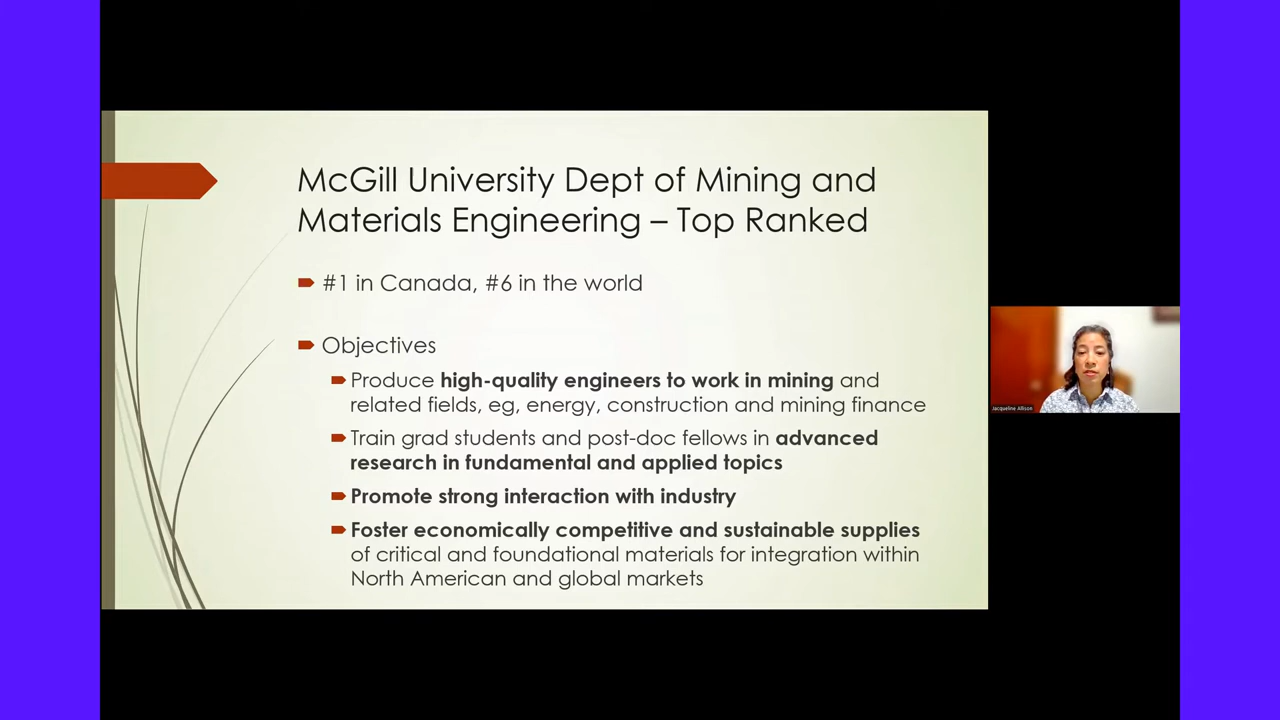 McGill University Dept of Mining and
Materials Engineering – Top Ranked
#1 in Canada, #6 in the world
Objectives
Produce high-quality engineers to work in mining and
related fields, eg, energy, construction and mining finance
Train grad students and post-doc fellows in advanced
research in fundamental and applied topics
Promote strong interaction with industry
Foster economically competitive and sustainable supplies
of critical and foundational materials for integration within
North American and global markets
Jacqueline Allison